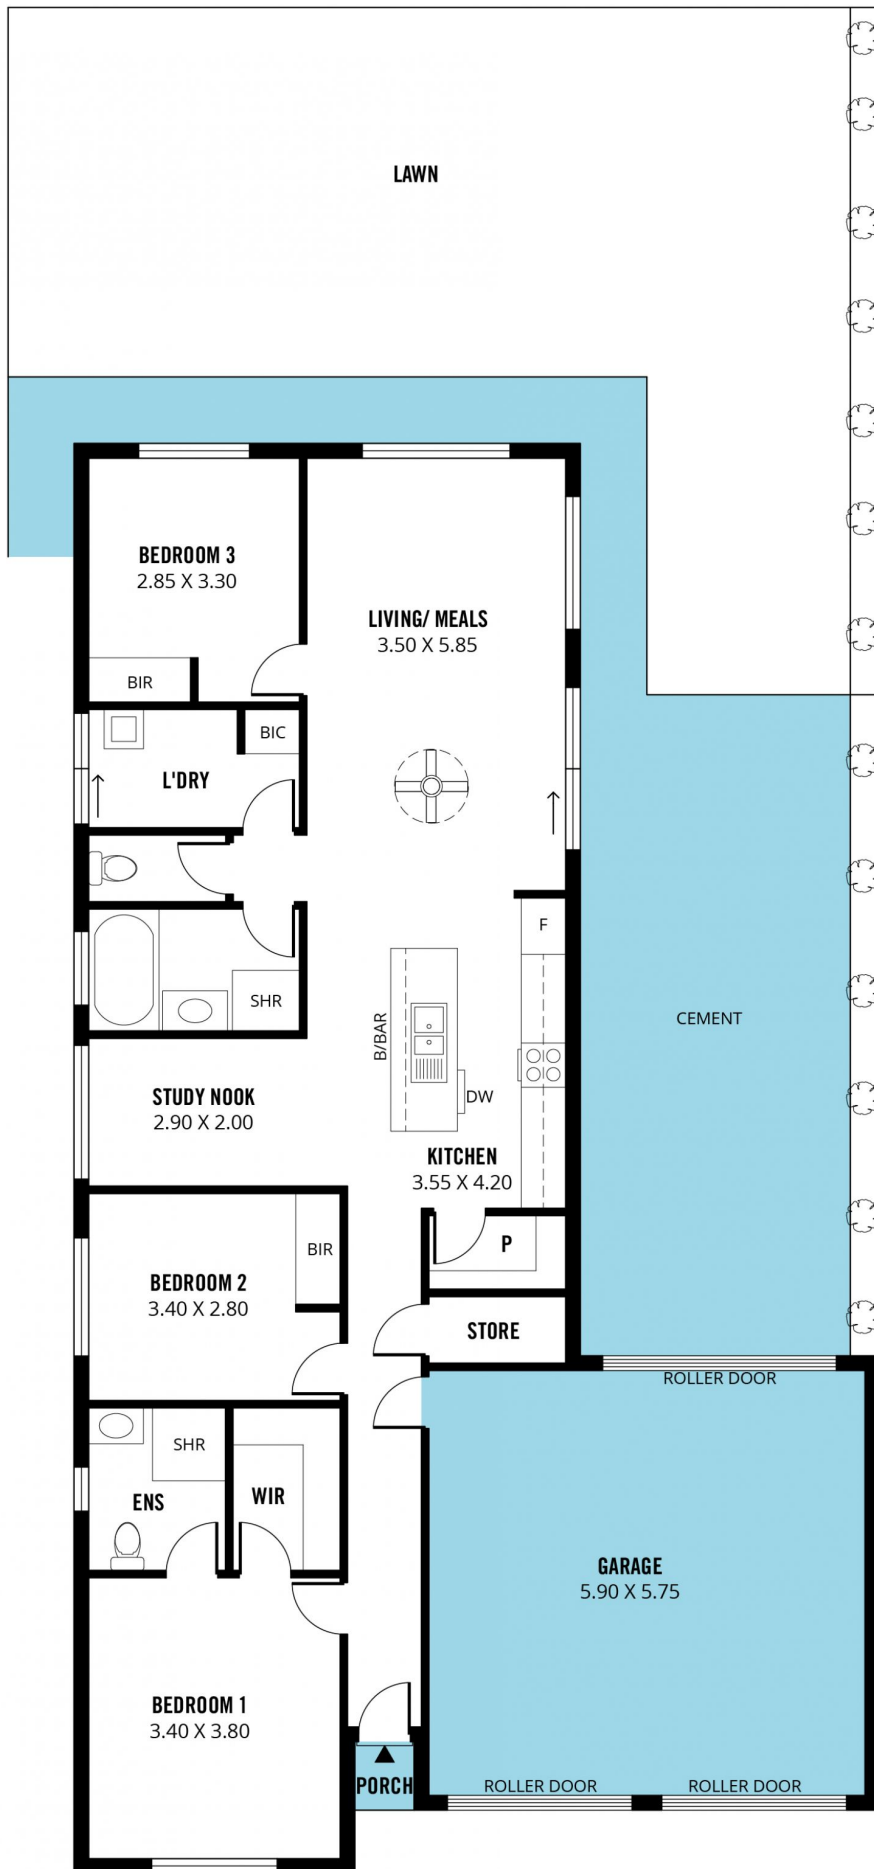 LAWN
BEDROOM 3
2.85 X 3.30
BIR
LIVING/ MEALS
3.50 X 5.85
BIC
L'DRY
SHR
F
B/BAR
DW
CEMENT
STUDY NOOK
2.90 X 2.00
KITCHEN
3.55 X 4.20
P
BIR
BEDROOM 2
3.40 X 2.80
STORE
ROLLER DOOR
SHR
ENS
WIR
GARAGE
5.90 X 5.75
BEDROOM 1
3.40 X 3.80
PORCH
ROLLER DOOR
ROLLER DOOR